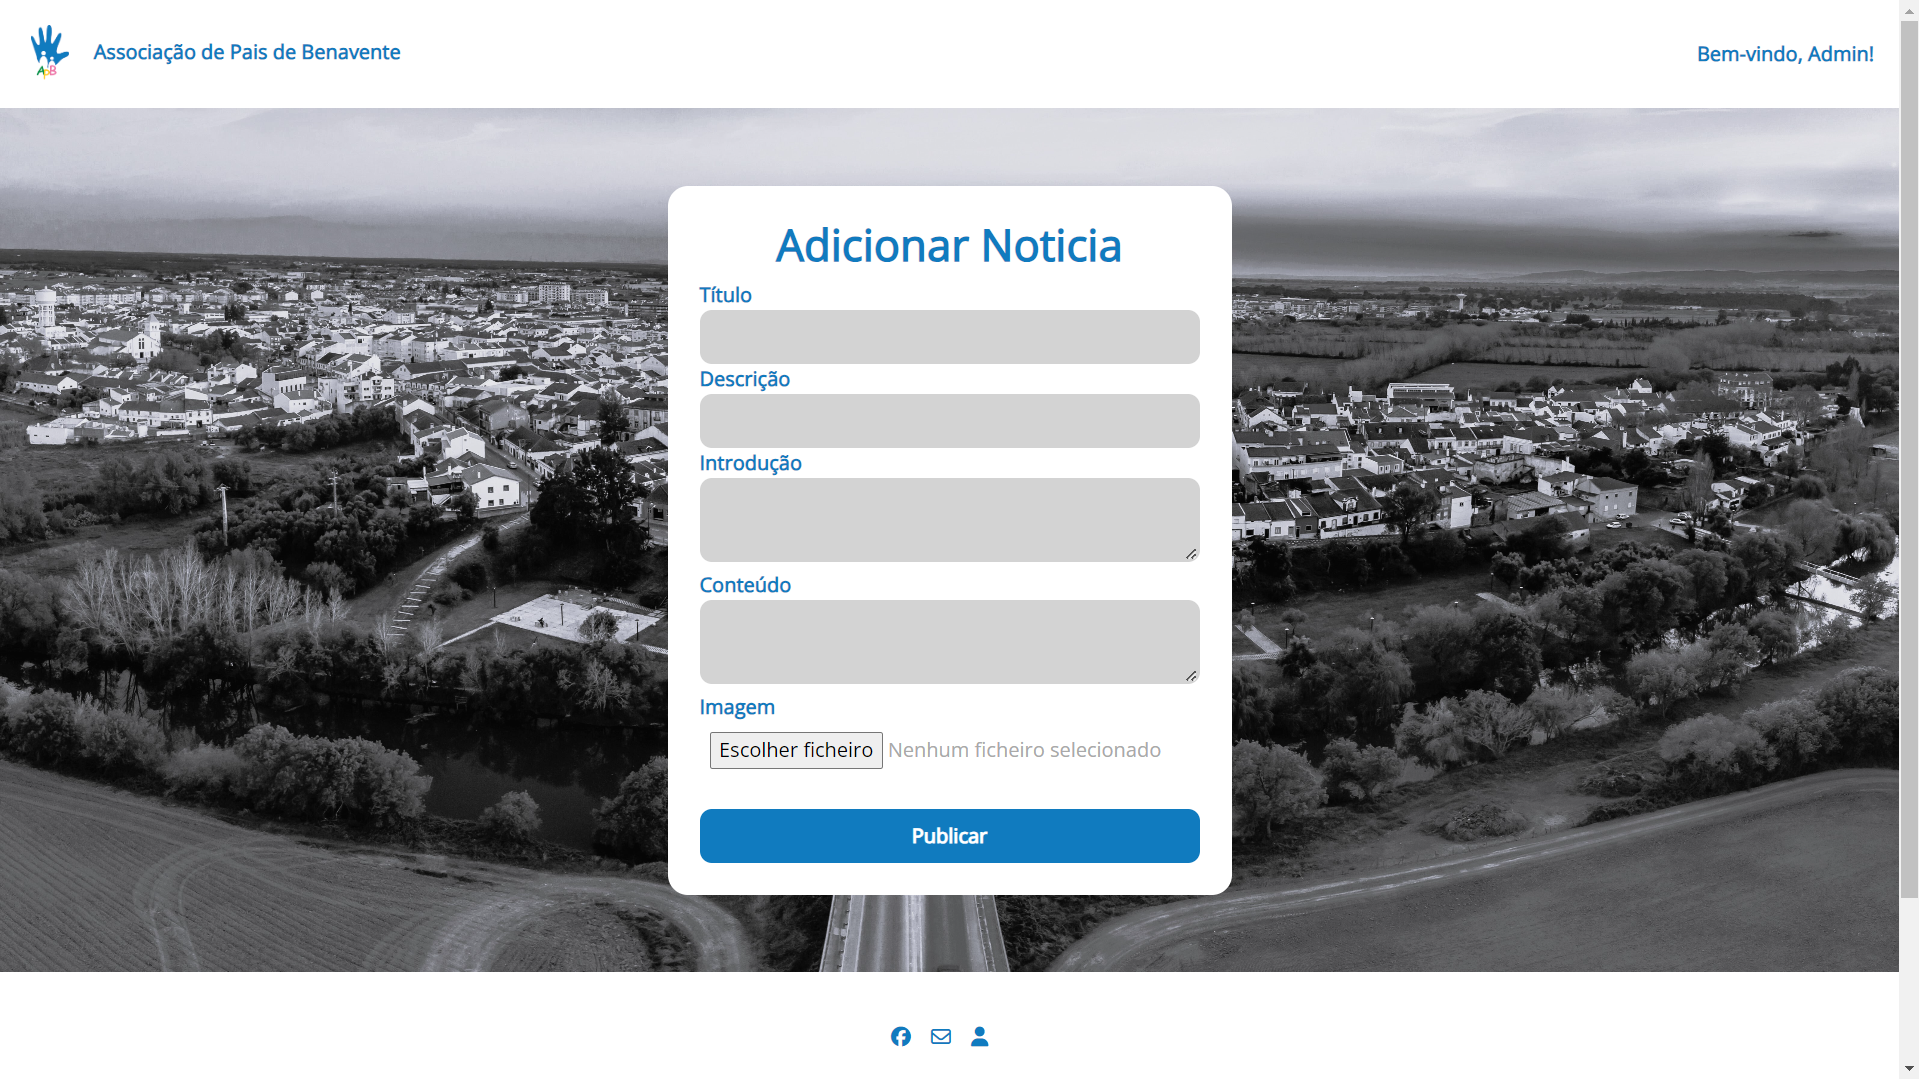 ApB
Associação de Pais de Benavente
Bem-vindo, Admin!
Adicionar Noticia
Título
Descrição
Introdução
Conteúdo
Imagem
Escolher ficheiro Nenhum ficheiro selecionado
Publicar